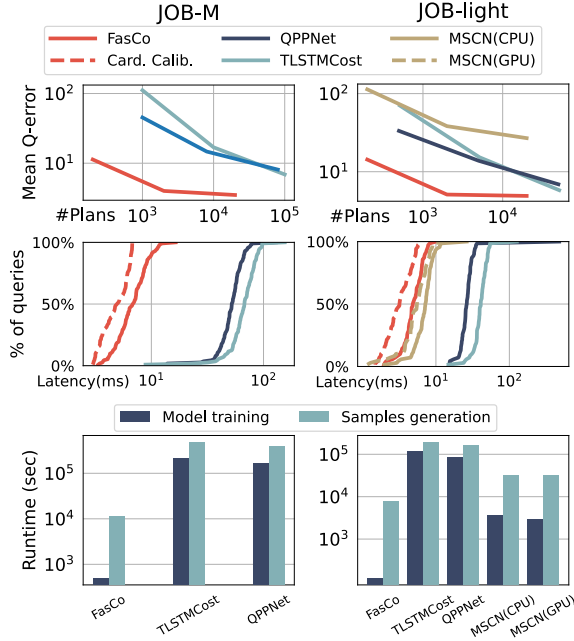 JOB-M
JOB-light
FasCo
QPPNet
MSCN(CPU)
Card. Calib.
TLSTMCost
MSCN(GPU)
Mean Q-error
10²
10¹
#Plans
10³
10⁴
10⁵
10²
10¹
#Plans
10³
10⁴
% of queries
100%
50%
0%
Latency(ms)
10¹
10²
100%
50%
0%
Latency(ms)
10¹
10²
Model training
Samples generation
Runtime (sec)
10⁵
10⁴
10³
FasCo
TLSTMCost
QPPNet
10⁵
10⁴
10³
FasCo
TLSTMCost
QPPNet
MSCN(CPU)
MSCN(GPU)